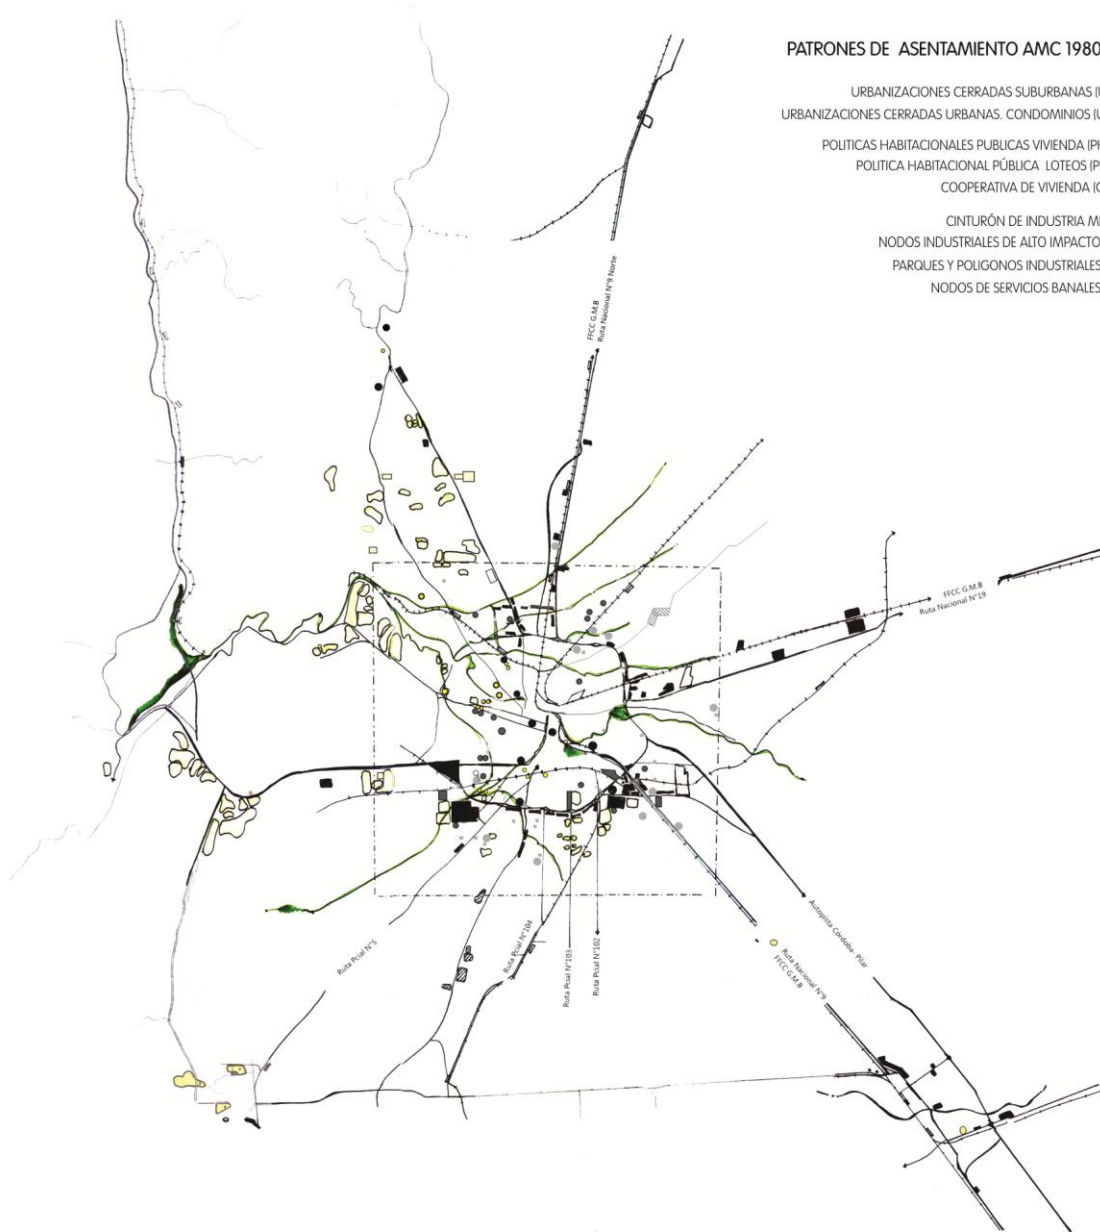 PATRONES DE ASENTAMIENTO AMC 1980
URBANIZACIONES CERRADAS SUBURBANAS (U
URBANIZACIONES CERRADAS URBANAS. CONDOMINIOS (U
POLITICAS HABITACIONALES PUBLICAS VIVIENDA (PH
POLITICA HABITACIONAL PÚBLICA LOTEOS (P
COOPERATIVA DE VIVIENDA (C
CINTURÓN DE INDUSTRIA M
NODOS INDUSTRIALES DE ALTO IMPACTO
PARQUES Y POLIGONOS INDUSTRIALES
NODOS DE SERVICIOS BANALES
FFCC G.M.B
Ruta Nacional N°9 Norte
FFCC G.M.B
Ruta Nacional N°19
Autopista Córdoba- Pilar
Ruta Nacional N°9
FFCC G.M.B
Ruta Pcial N°5
Ruta Pcial N°104
Ruta Pcial N°103
Ruta Pcial N°102